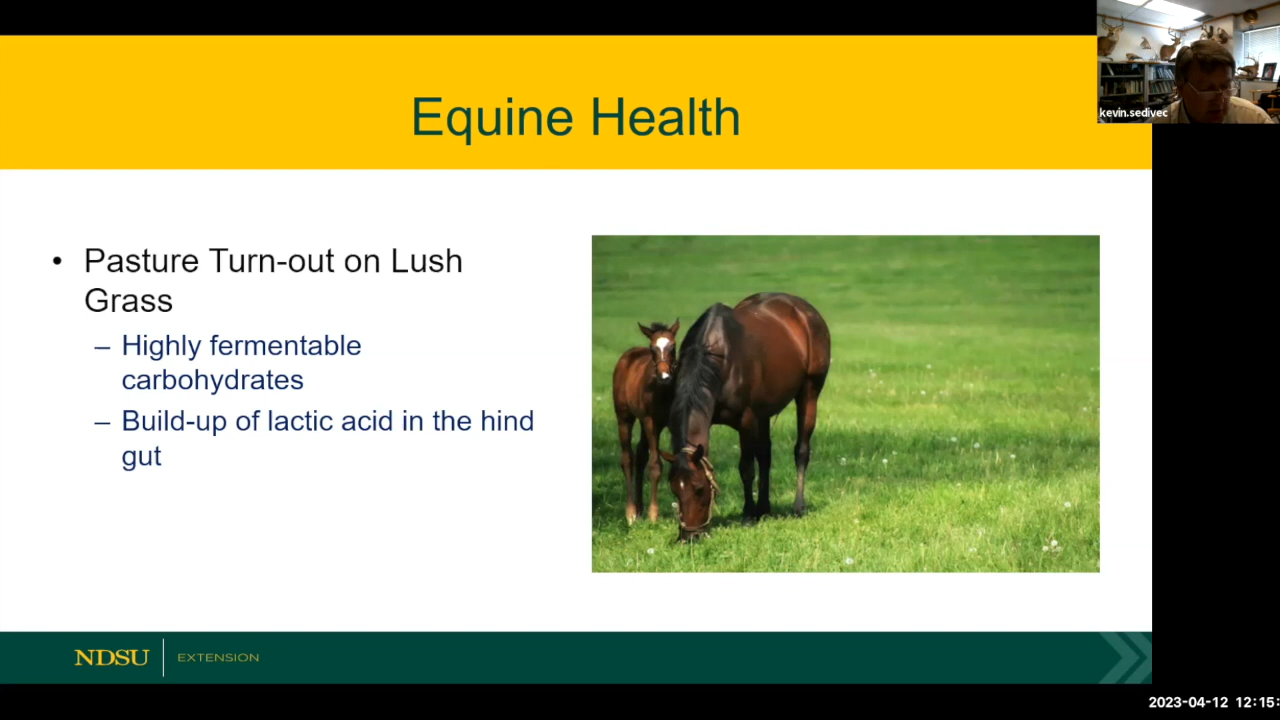 kevin.sedivec
Equine Health
• Pasture Turn-out on Lush
Grass
– Highly fermentable
carbohydrates
– Build-up of lactic acid in the hind
gut
NDSU EXTENSION
2023-04-12 12:15: